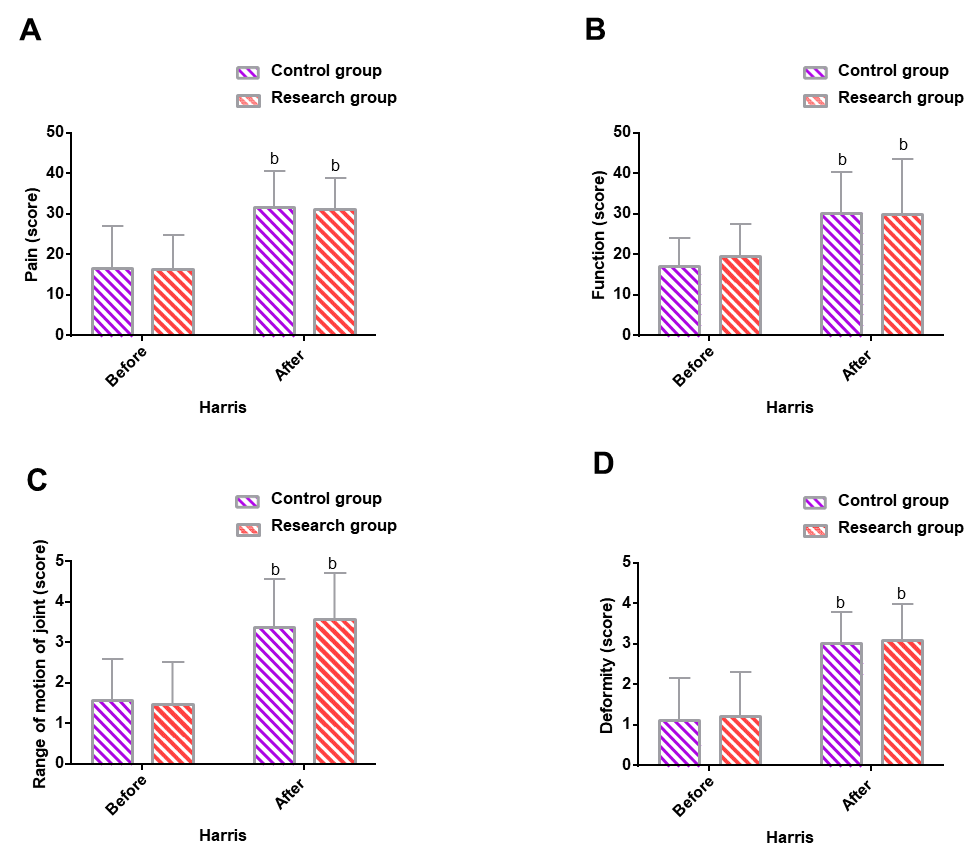 A
Control group
Research group
50
40
30
20
10
0
Pain (score)
b
b
Before
After
Harris
B
Control group
Research group
50
40
30
20
10
0
Function (score)
b
b
Before
After
Harris
C
Control group
Research group
5
4
3
2
1
0
Range of motion of joint (score)
b
b
Before
After
Harris
D
Control group
Research group
5
4
3
2
1
0
Deformity (score)
b
b
Before
After
Harris